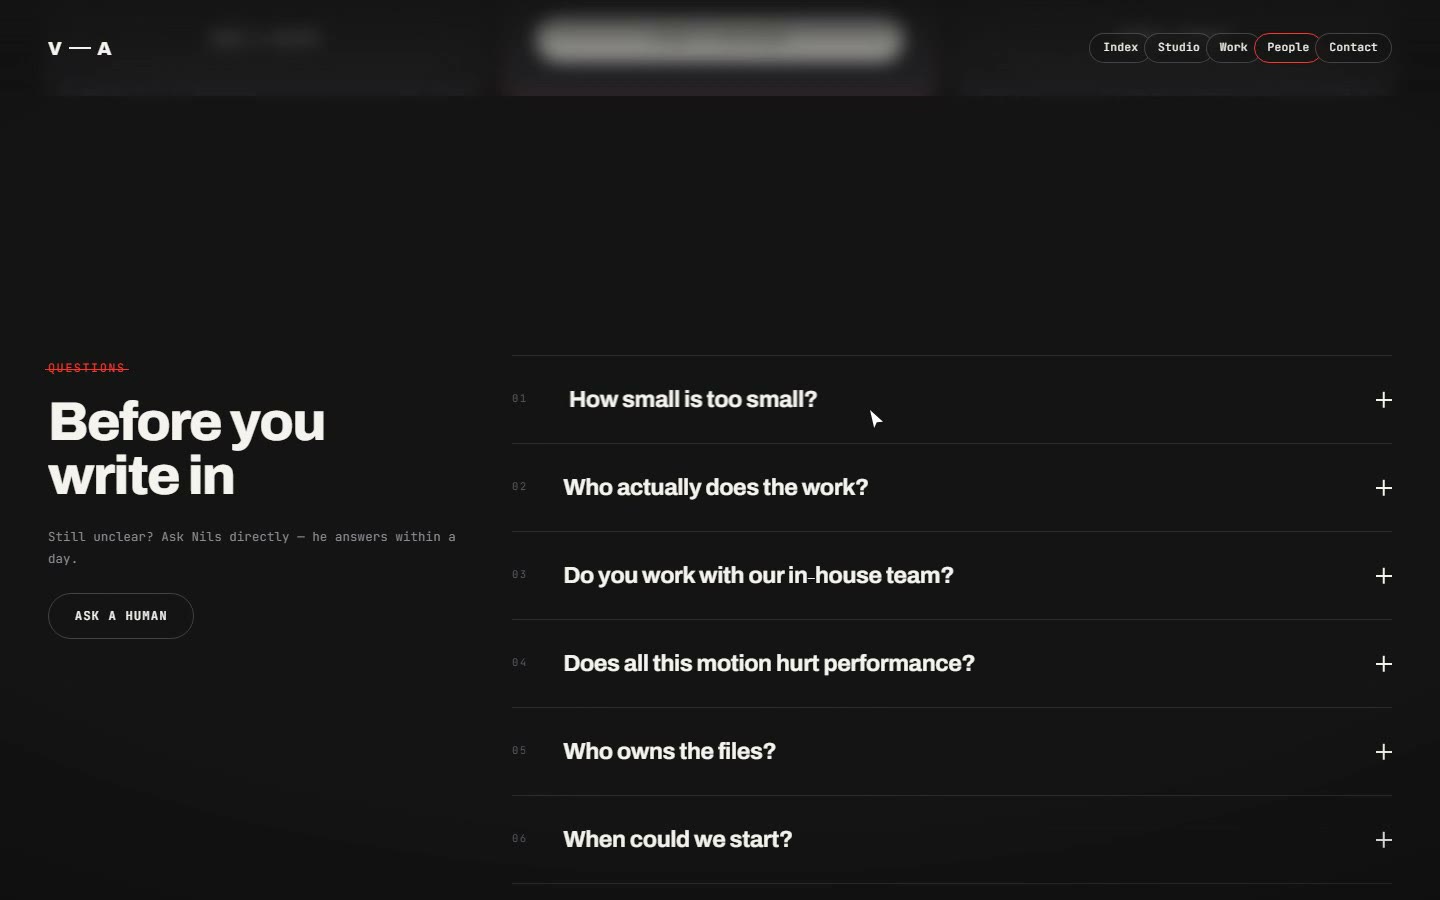 V — A
Index Studio Work People Contact
QUESTIONS
Before you
write in
Still unclear? Ask Nils directly — he answers within a
day.
ASK A HUMAN
01 How small is too small?
02 Who actually does the work?
03 Do you work with our in-house team?
04 Does all this motion hurt performance?
05 Who owns the files?
06 When could we start?